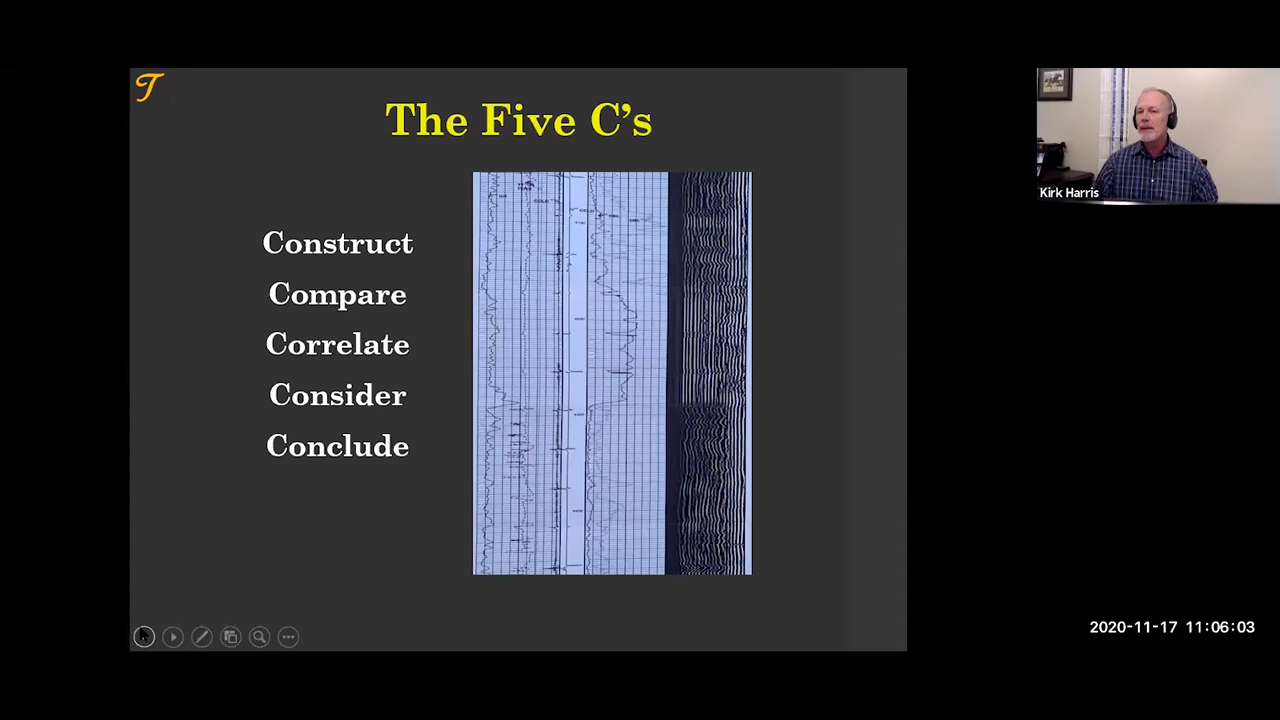 T
The Five C's
Construct
Compare
Correlate
Consider
Conclude
Kirk Harris
2020-11-17 11:06:03